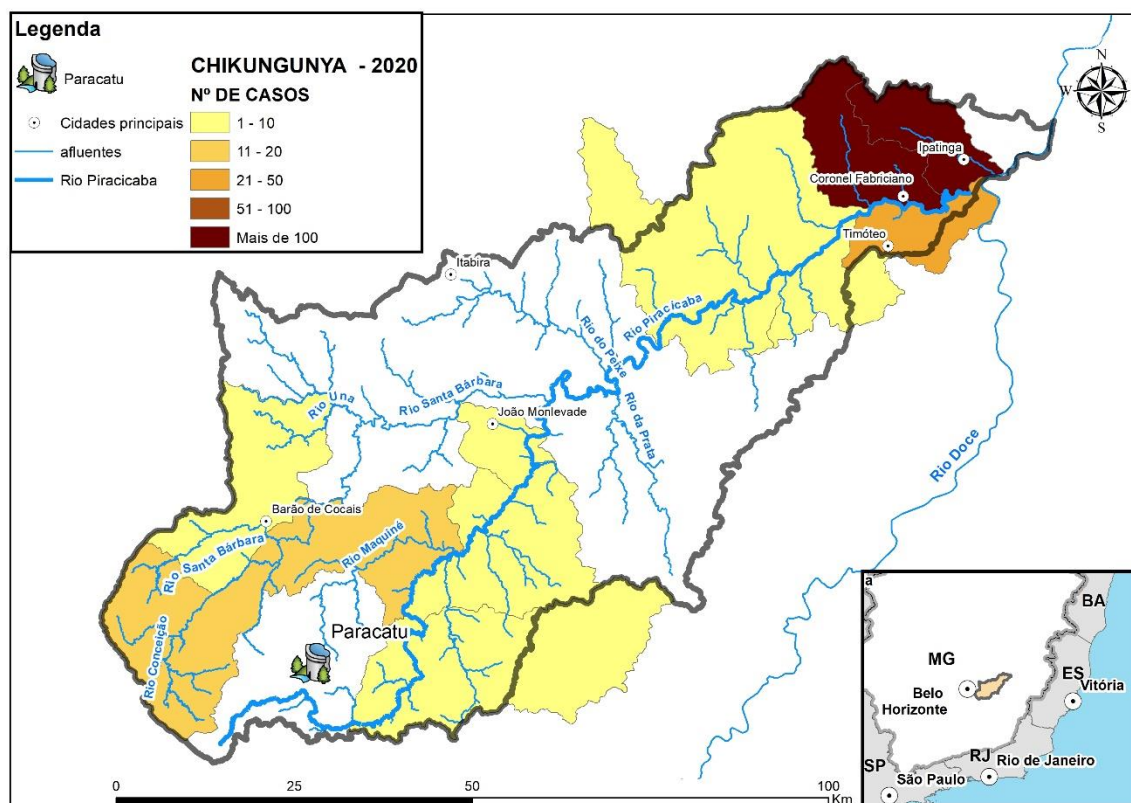 Legenda
Paracatu
Cidades principais
afluentes
Rio Piracicaba
CHIKUNGUNYA - 2020
Nº DE CASOS
1 - 10
11 - 20
21 - 50
51 - 100
Mais de 100
N
W
E
S
Ipatinga
Coronel Fabriciano
Timóteo
Itabira
Rio Piracicaba
Rio do Peixe
Rio Una
Rio Santa Bárbara
João Monlevade
Rio da Prata
Rio Doce
Barão de Cocais
Rio Santa Bárbara
Rio Maquiné
Rio Conceição
Paracatu
a
BA
MG
ES
Belo
Horizonte
Vitória
RJ
Rio de Janeiro
SP
São Paulo
0
25
50
100
Km